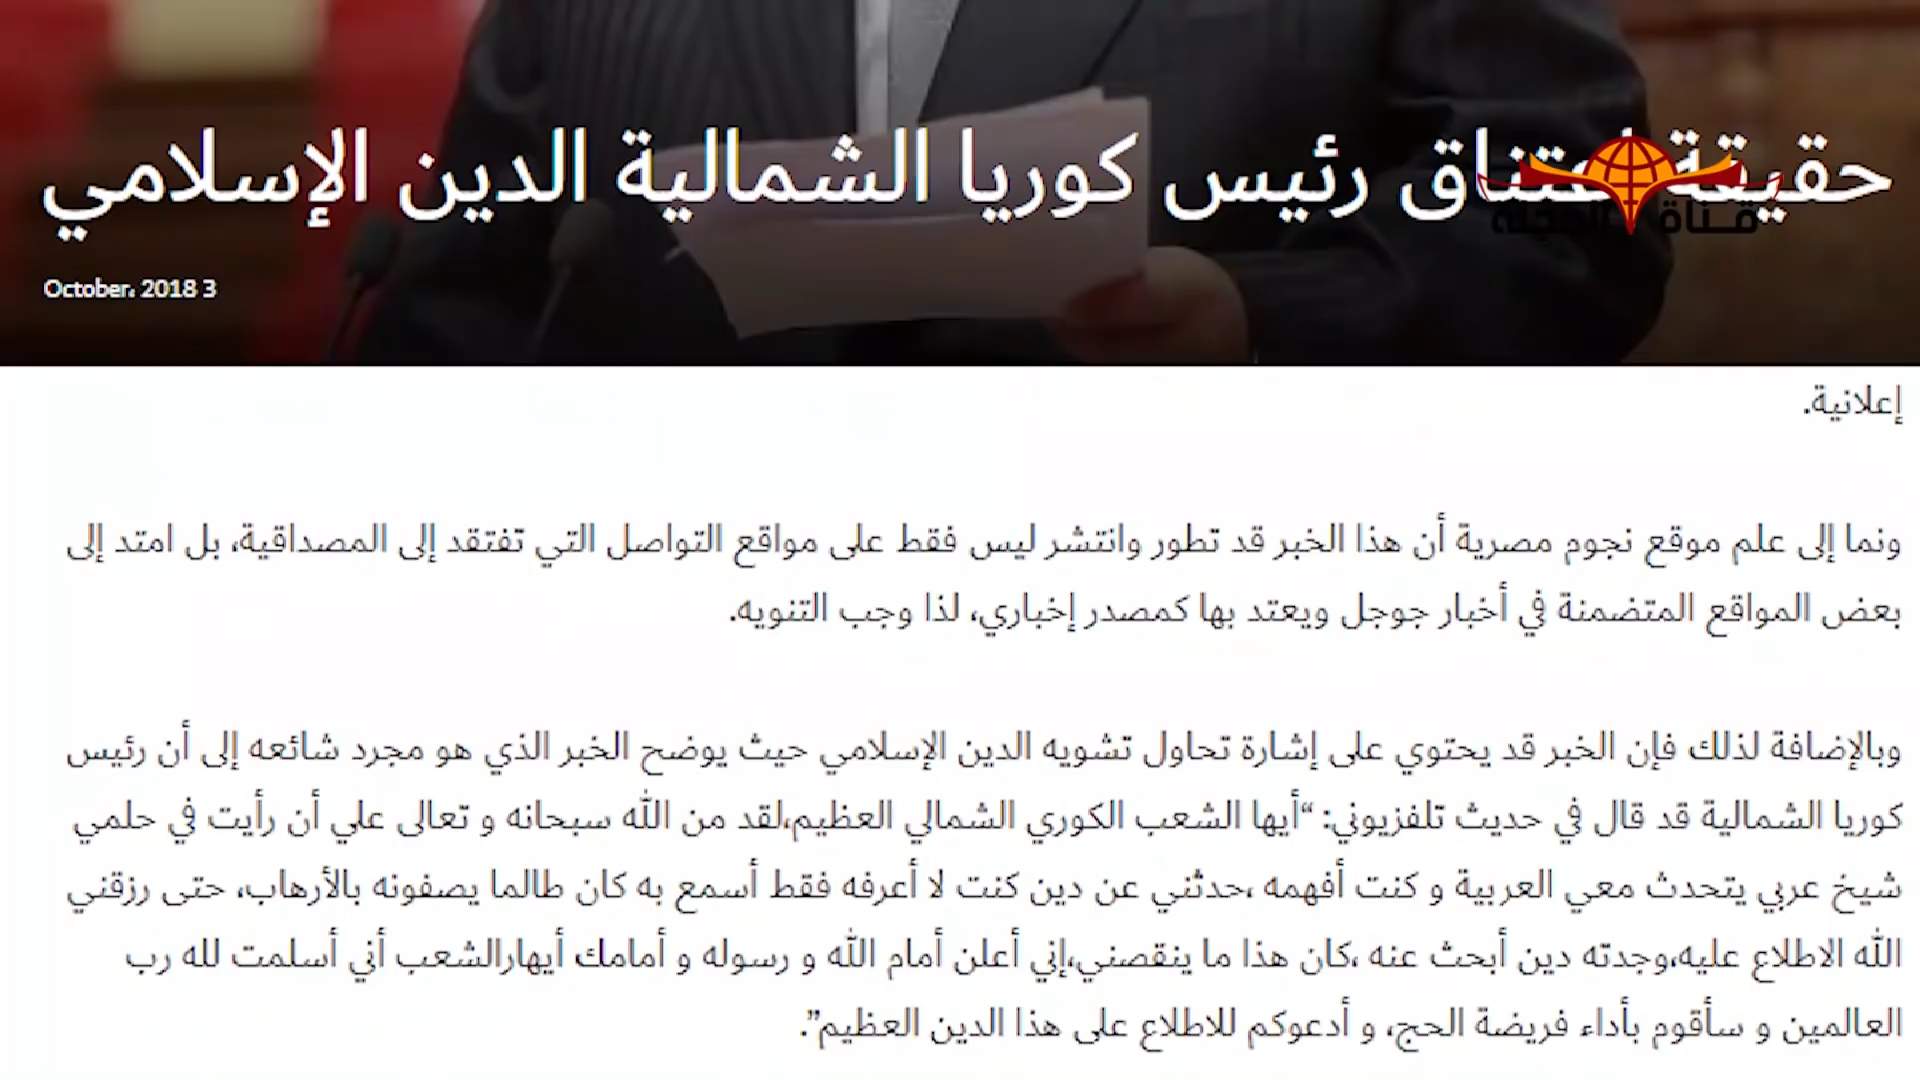 حقيقة اعتناق رئيس كوريا الشمالية الدين الإسلامي
قناة
October، 2018 3
إعلانية.
ونما إلى علم موقع نجوم مصرية أن هذا الخبر قد تطور وانتشر ليس فقط على مواقع التواصل التي تفتقد إلى المصداقية، بل امتد إلى
بعض المواقع المتضمنة في أخبار جوجل ويعتد بها كمصدر إخباري، لذا وجب التنويه.
وبالإضافة لذلك فإن الخبر قد يحتوي على إشارة تحاول تشويه الدين الإسلامي حيث يوضح الخبر الذي هو مجرد شائعه إلى أن رئيس
كوريا الشمالية قد قال في حديث تلفزيوني: “أيها الشعب الكوري الشمالي العظيم،لقد من الله سبحانه و تعالى علي أن رأيت في حلمي
شيخ عربي يتحدث معي العربية و كنت أفهمه ،حدثني عن دين كنت لا أعرفه فقط أسمع به كان طالما يصفونه بالأرهاب، حتى رزقني
الله الاطلاع عليه،وجدته دين أبحث عنه ،كان هذا ما ينقصني،إني أعلن أمام الله و رسوله و أمامك أيهارالشعب أني أسلمت لله رب
العالمين و سأقوم بأداء فريضة الحج، و أدعوكم للاطلاع على هذا الدين العظيم”.